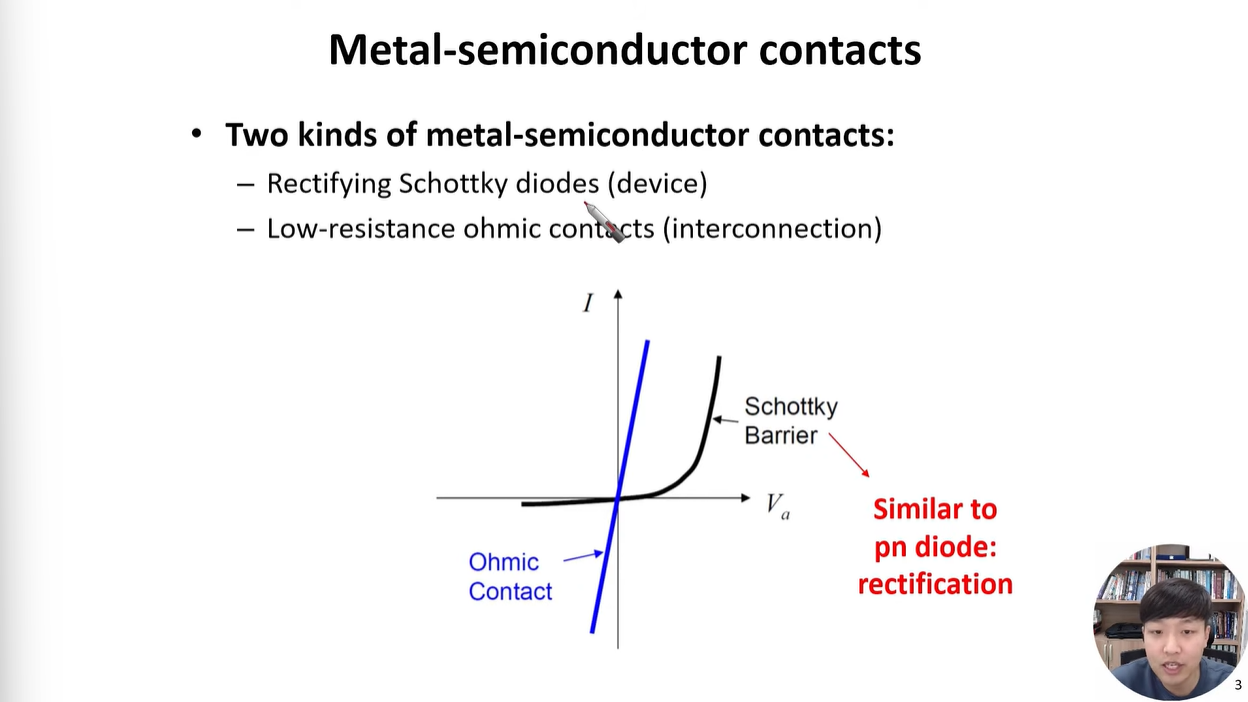 Metal-semiconductor contacts
• Two kinds of metal-semiconductor contacts:
– Rectifying Schottky diodes (device)
– Low-resistance ohmic contacts (interconnection)
I
Schottky
Barrier
V_a
Similar to
pn diode:
rectification
Ohmic
Contact
3